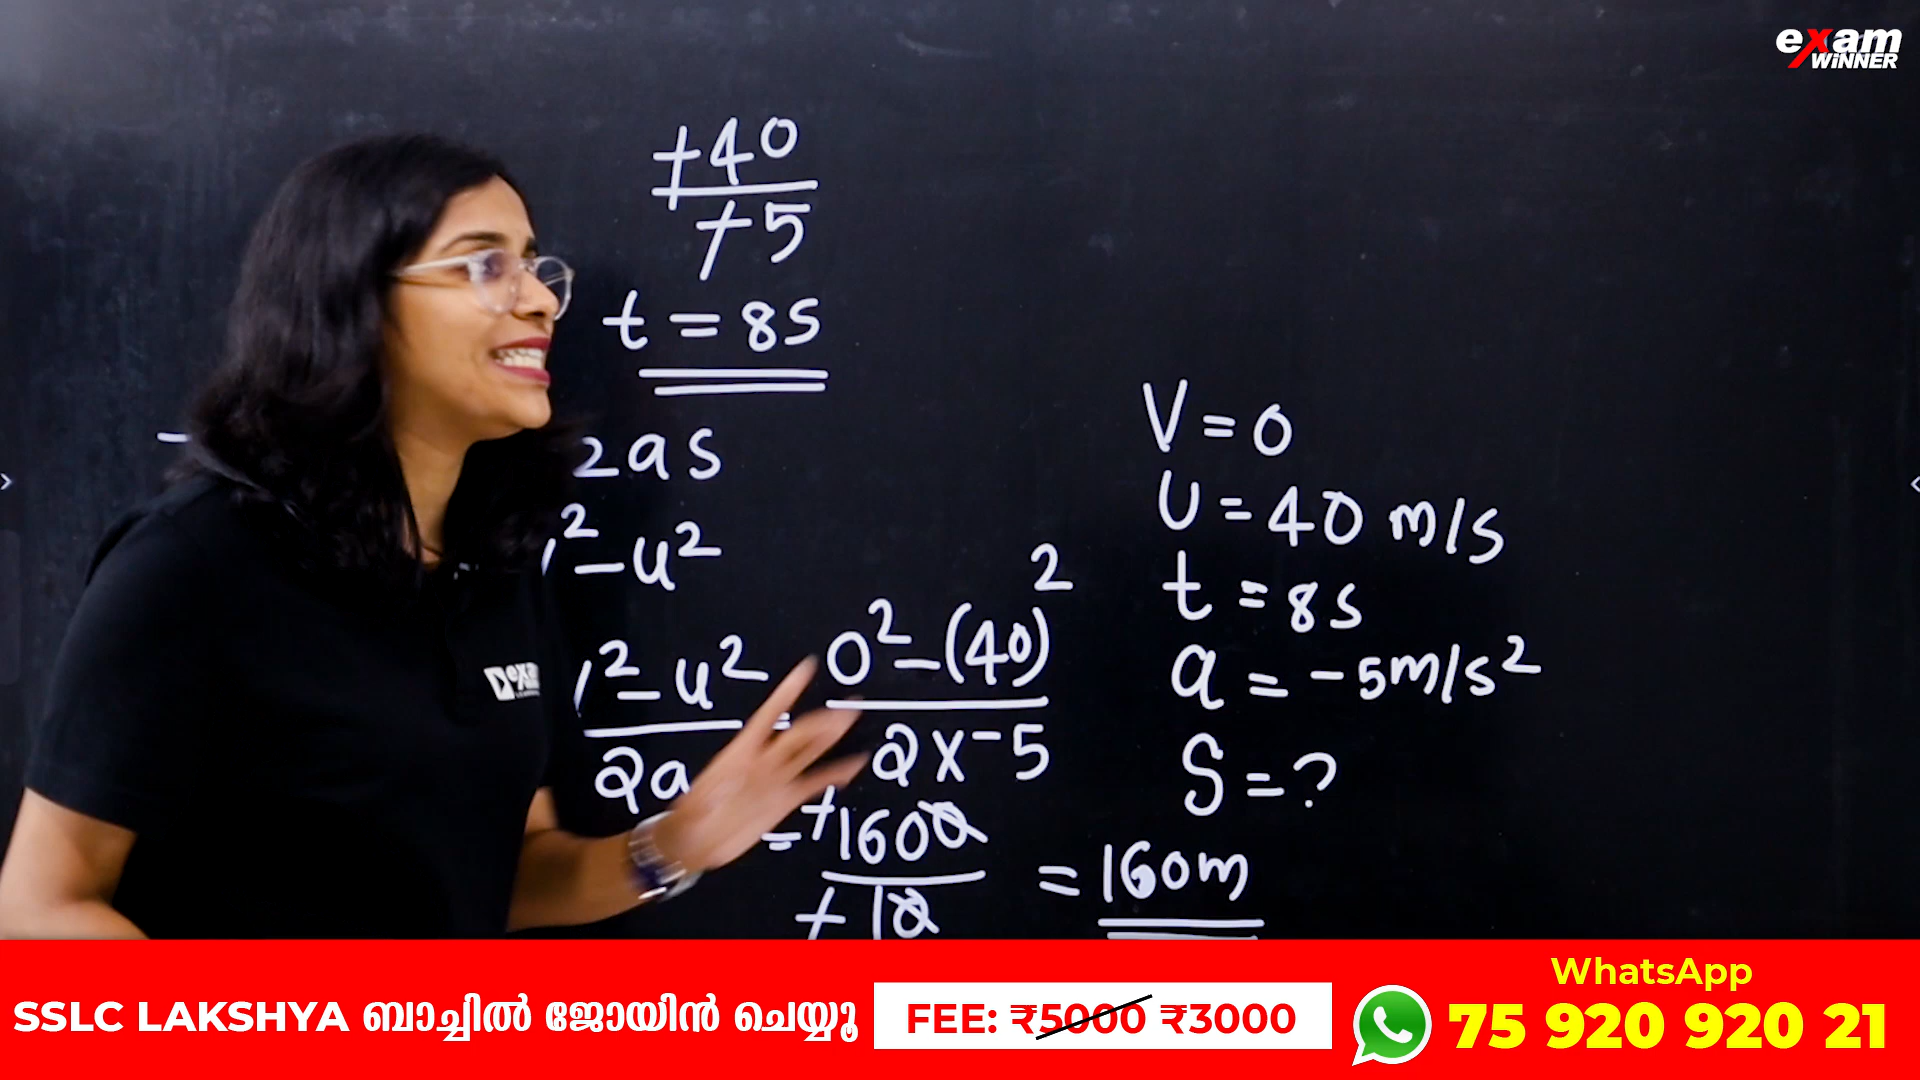 exam
WINNER
+40
+5
t = 8s
2as
²-u²
²-u²
2a
=
0²-(40)²
2x-5
= +1600
+10
= 160m
V = 0
U = 40 m/s
t = 8s
a = -5m/s²
S = ?
exam
SSLC LAKSHYA ബാച്ചിൽ ജോയിൻ ചെയ്യൂ
FEE: ₹5000 ₹3000
WhatsApp
75 920 920 21